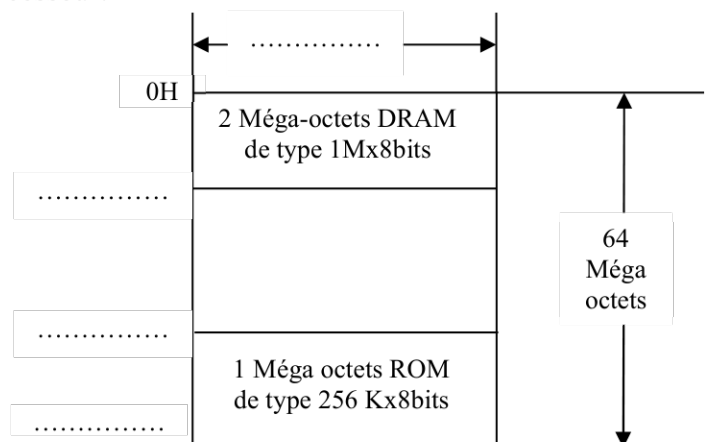 ……………
0H
2 Méga-octets DRAM
de type 1Mx8bits
……………
64
Méga
octets
……………
1 Méga octets ROM
de type 256 Kx8bits
……………